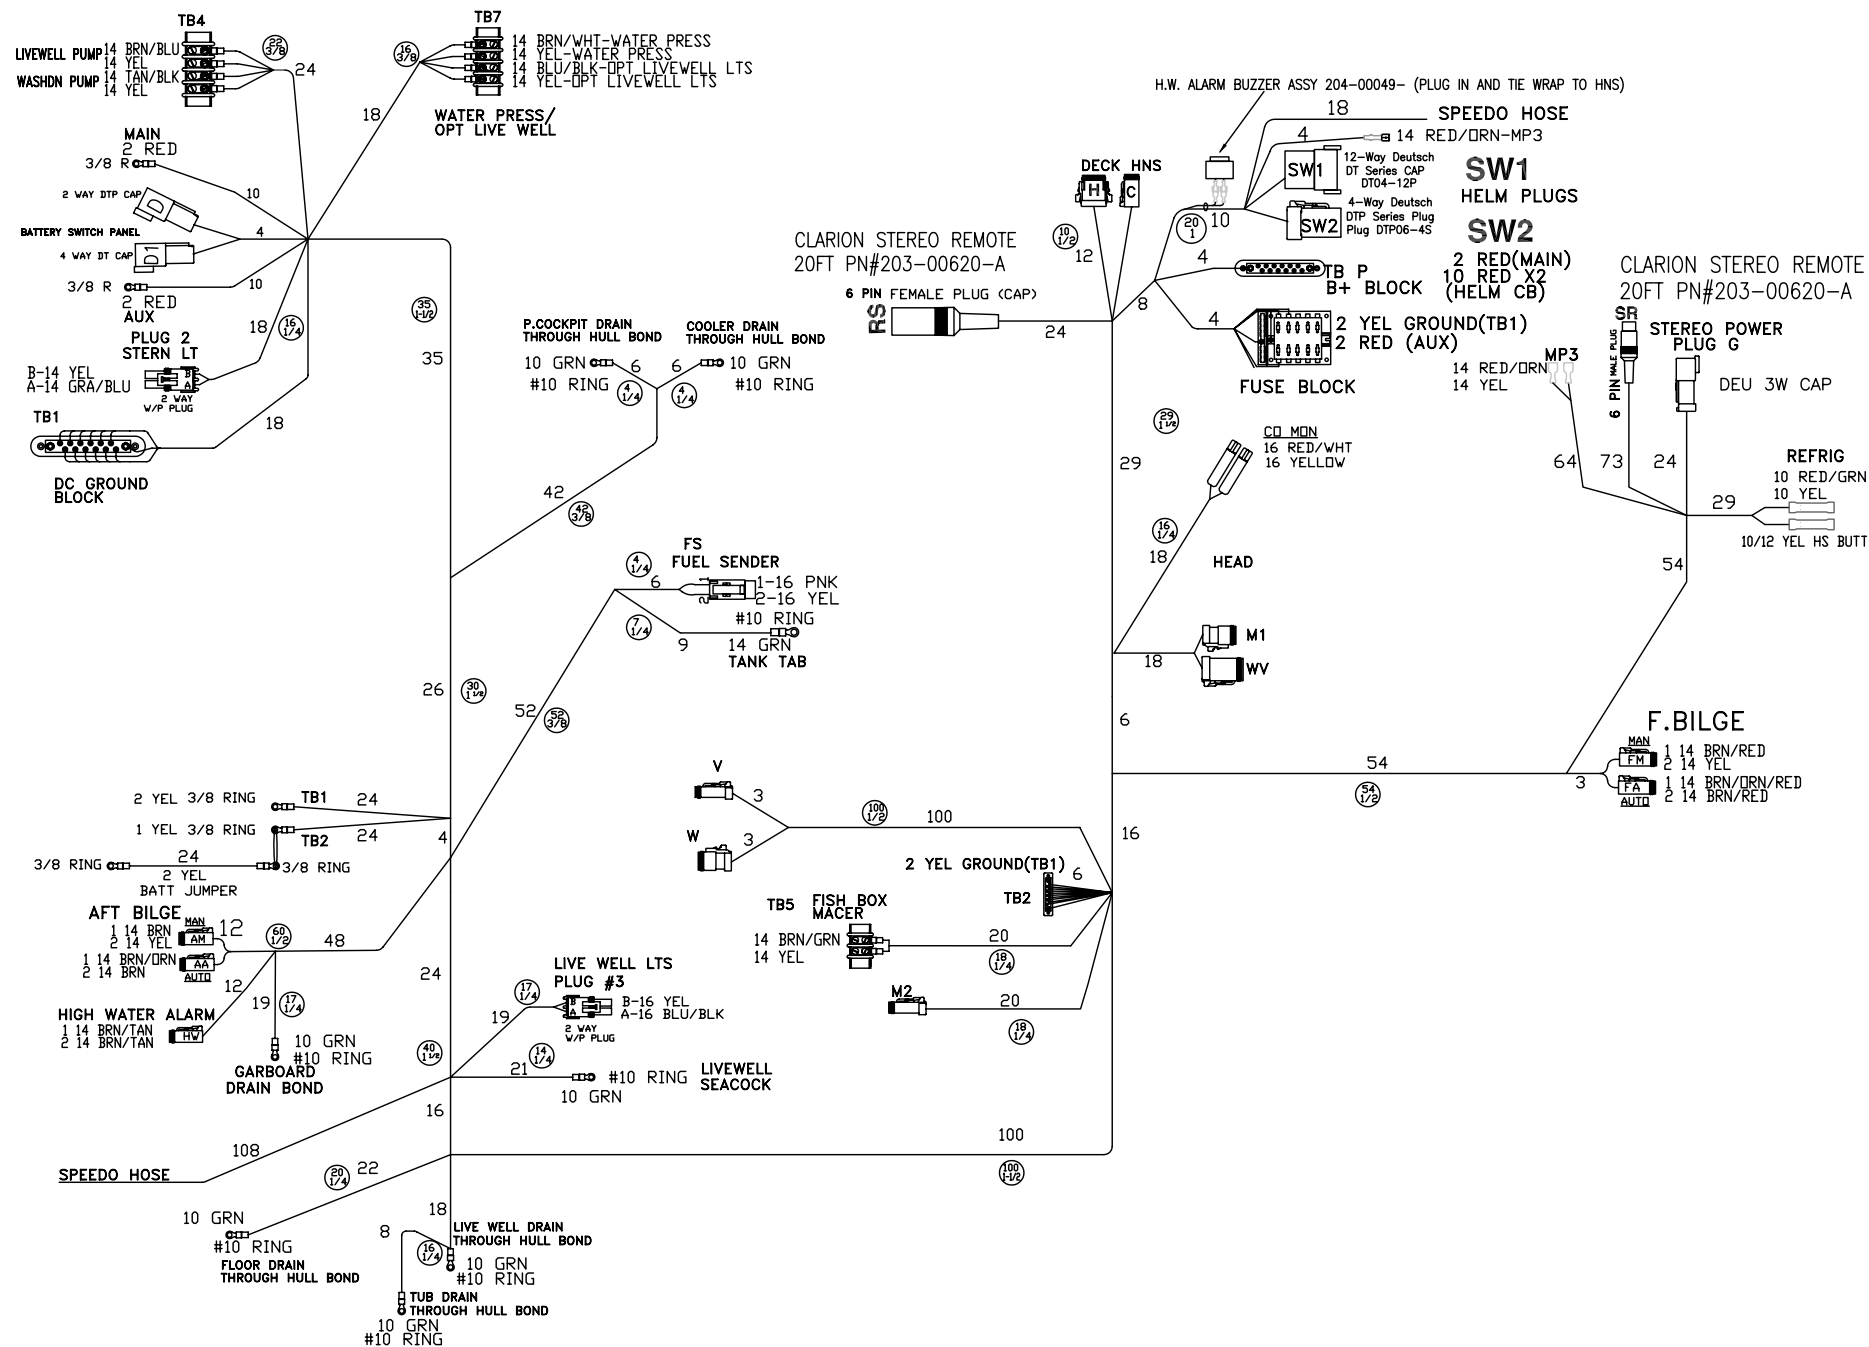 TB4
LIVEWELL PUMP
14 BRN/BLU
14 YEL
WASHDN PUMP
14 TAN/BLK
14 YEL
22
3/8
24
TB7
16
3/8
14 BRN/WHT-WATER PRESS
14 YEL-WATER PRESS
14 BLU/BLK-OPT LIVEWELL LTS
14 YEL-OPT LIVEWELL LTS
18
WATER PRESS/
OPT LIVE WELL
MAIN
2 RED
3/8 R
10
2 WAY DTP CAP
D
BATTERY SWITCH PANEL
4
4 WAY DT CAP
D1
3/8 R
10
2 RED
AUX
PLUG 2
STERN LT
18
16
1/4
B-14 YEL
A-14 GRA/BLU
B
A
2 WAY
W/P PLUG
TB1
18
DC GROUND
BLOCK
35
1-1/2
35
P.COCKPIT DRAIN
THROUGH HULL BOND
COOLER DRAIN
THROUGH HULL BOND
10 GRN
6
6
10 GRN
#10 RING
4
1/4
4
1/4
#10 RING
42
42
3/8
FS
FUEL SENDER
4
1/4
6
1-16 PNK
2-16 YEL
7
1/4
#10 RING
9
14 GRN
TANK TAB
26
30
1 1/2
52
52
3/8
2 YEL 3/8 RING
TB1
24
1 YEL 3/8 RING
TB2
24
4
3/8 RING
24
3/8 RING
2 YEL
BATT JUMPER
AFT BILGE
MAN
12
1 14 BRN
2 14 YEL
AM
60
1/2
48
1 14 BRN/ORN
2 14 BRN
AA
AUTO
12
19
17
1/4
HIGH WATER ALARM
1 14 BRN/TAN
2 14 BRN/TAN
HW
10 GRN
#10 RING
GARBOARD
DRAIN BOND
24
LIVE WELL LTS
PLUG #3
17
1/4
B
A
B-16 YEL
A-16 BLU/BLK
19
2 WAY
W/P PLUG
40
1 1/2
14
1/4
21
#10 RING
LIVEWELL
SEACOCK
10 GRN
16
108
SPEEDO HOSE
20
1/4
22
100
100
1-1/2
10 GRN
#10 RING
FLOOR DRAIN
THROUGH HULL BOND
18
8
16
1/4
LIVE WELL DRAIN
THROUGH HULL BOND
10 GRN
#10 RING
TUB DRAIN
THROUGH HULL BOND
10 GRN
#10 RING
H.W. ALARM BUZZER ASSY 204-00049- (PLUG IN AND TIE WRAP TO HNS)
18
SPEEDO HOSE
4
14 RED/ORN-MP3
DECK HNS
H
C
SW1
12-Way Deutsch
DT Series CAP
DT04-12P
SW1
HELM PLUGS
10
1/2
12
20
1
10
SW2
4-Way Deutsch
DTP Series Plug
Plug DTP06-4S
SW2
2 RED(MAIN)
10 RED X2
(HELM CB)
4
TB P
B+ BLOCK
CLARION STEREO REMOTE
20FT PN#203-00620-A
6 PIN FEMALE PLUG (CAP)
RS
24
8
4
2 YEL GROUND(TB1)
2 RED (AUX)
FUSE BLOCK
CLARION STEREO REMOTE
20FT PN#203-00620-A
SR
STEREO POWER
PLUG G
MP3
14 RED/ORN
14 YEL
6 PIN MALE PLUG
DEU 3W CAP
29
1 1/2
29
CO MON
16 RED/WHT
16 YELLOW
64
73
24
REFRIG
10 RED/GRN
10 YEL
29
10/12 YEL HS BUTT
16
1/4
18
HEAD
54
M1
18
WV
6
F.BILGE
MAN
FM
1 14 BRN/RED
2 14 YEL
54
54
1/2
3
FA
AUTO
1 14 BRN/ORN/RED
2 14 BRN/RED
V
3
100
1/2
100
W
3
16
2 YEL GROUND(TB1)
6
TB2
TB5
FISH BOX
MACER
14 BRN/GRN
14 YEL
20
18
1/4
M2
20
18
1/4